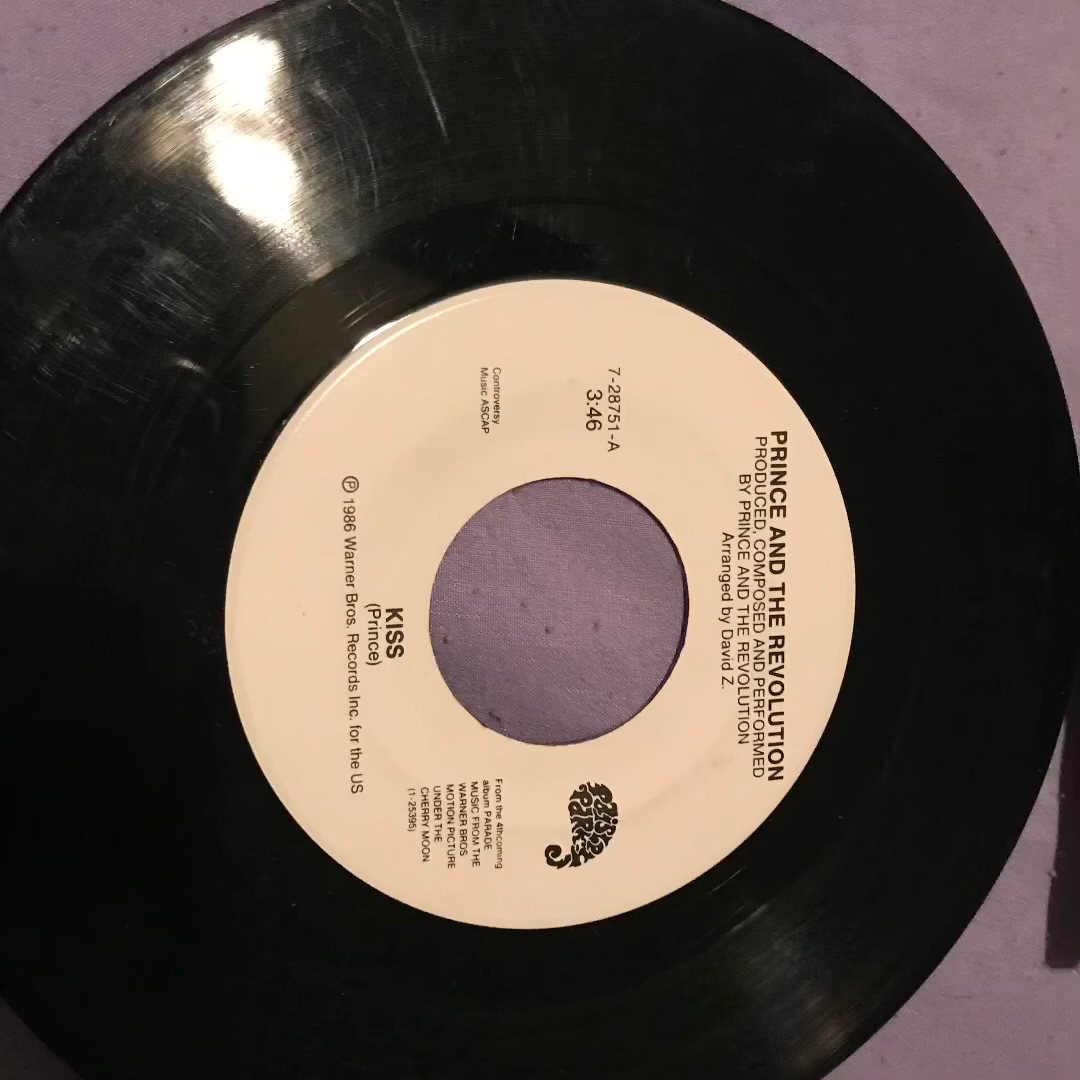 PRINCE AND THE REVOLUTION
PRODUCED, COMPOSED AND PERFORMED
BY PRINCE AND THE REVOLUTION
Arranged by David Z.
Paisley
Park
7-28751-A
3:46
Controversy
Music ASCAP
From the 4thcoming
album PARADE
MUSIC FROM THE
WARNER BROS
MOTION PICTURE
UNDER THE
CHERRY MOON
(1-25395)
KISS
(Prince)
℗ 1986 Warner Bros. Records Inc. for the US